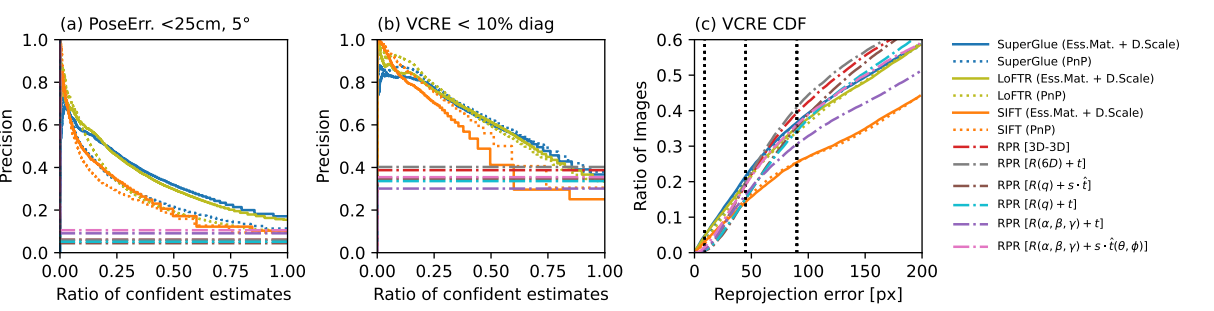 (a) PoseErr. <25cm, 5°
(b) VCRE < 10% diag
(c) VCRE CDF
Precision
1.0
0.8
0.6
0.4
0.2
0.0
0.00
0.25
0.50
0.75
1.00
Ratio of confident estimates
Precision
1.0
0.8
0.6
0.4
0.2
0.0
0.00
0.25
0.50
0.75
1.00
Ratio of confident estimates
Ratio of Images
0.6
0.5
0.4
0.3
0.2
0.1
0.0
0
50
100
150
200
Reprojection error [px]
SuperGlue (Ess.Mat. + D.Scale)
SuperGlue (PnP)
LoFTR (Ess.Mat. + D.Scale)
LoFTR (PnP)
SIFT (Ess.Mat. + D.Scale)
SIFT (PnP)
RPR [3D-3D]
RPR [R(6D) + t]
RPR [R(q) + s · t̂]
RPR [R(q) + t]
RPR [R(α, β, γ) + t]
RPR [R(α, β, γ) + s · t̂(θ, ϕ)]